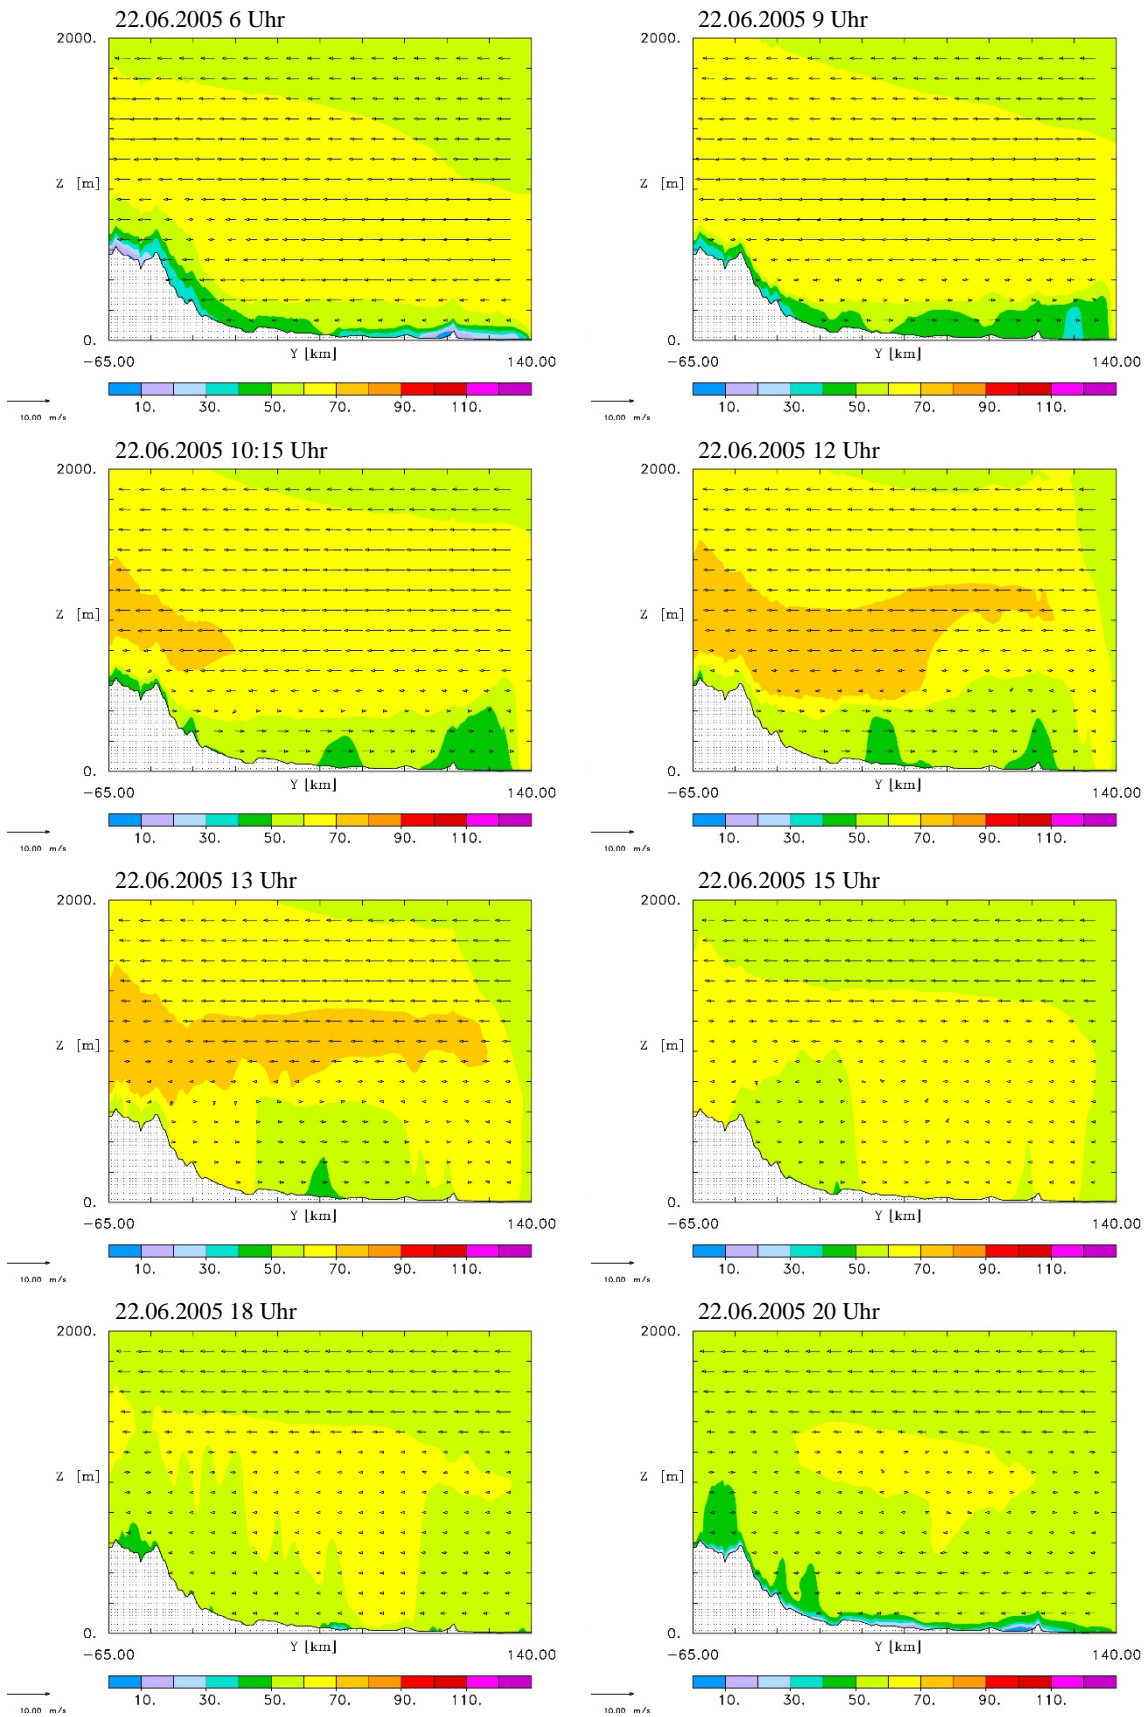 22.06.2005 6 Uhr
2000.
Z [m]
0.
Y [km]
−65.00
140.00
10. 30. 50. 70. 90. 110.
10.00 m/s
22.06.2005 9 Uhr
2000.
Z [m]
0.
Y [km]
−65.00
140.00
10. 30. 50. 70. 90. 110.
10.00 m/s
22.06.2005 10:15 Uhr
2000.
Z [m]
0.
Y [km]
−65.00
140.00
10. 30. 50. 70. 90. 110.
10.00 m/s
22.06.2005 12 Uhr
2000.
Z [m]
0.
Y [km]
−65.00
140.00
10. 30. 50. 70. 90. 110.
10.00 m/s
22.06.2005 13 Uhr
2000.
Z [m]
0.
Y [km]
−65.00
140.00
10. 30. 50. 70. 90. 110.
10.00 m/s
22.06.2005 15 Uhr
2000.
Z [m]
0.
Y [km]
−65.00
140.00
10. 30. 50. 70. 90. 110.
10.00 m/s
22.06.2005 18 Uhr
2000.
Z [m]
0.
Y [km]
−65.00
140.00
10. 30. 50. 70. 90. 110.
10.00 m/s
22.06.2005 20 Uhr
2000.
Z [m]
0.
Y [km]
−65.00
140.00
10. 30. 50. 70. 90. 110.
10.00 m/s